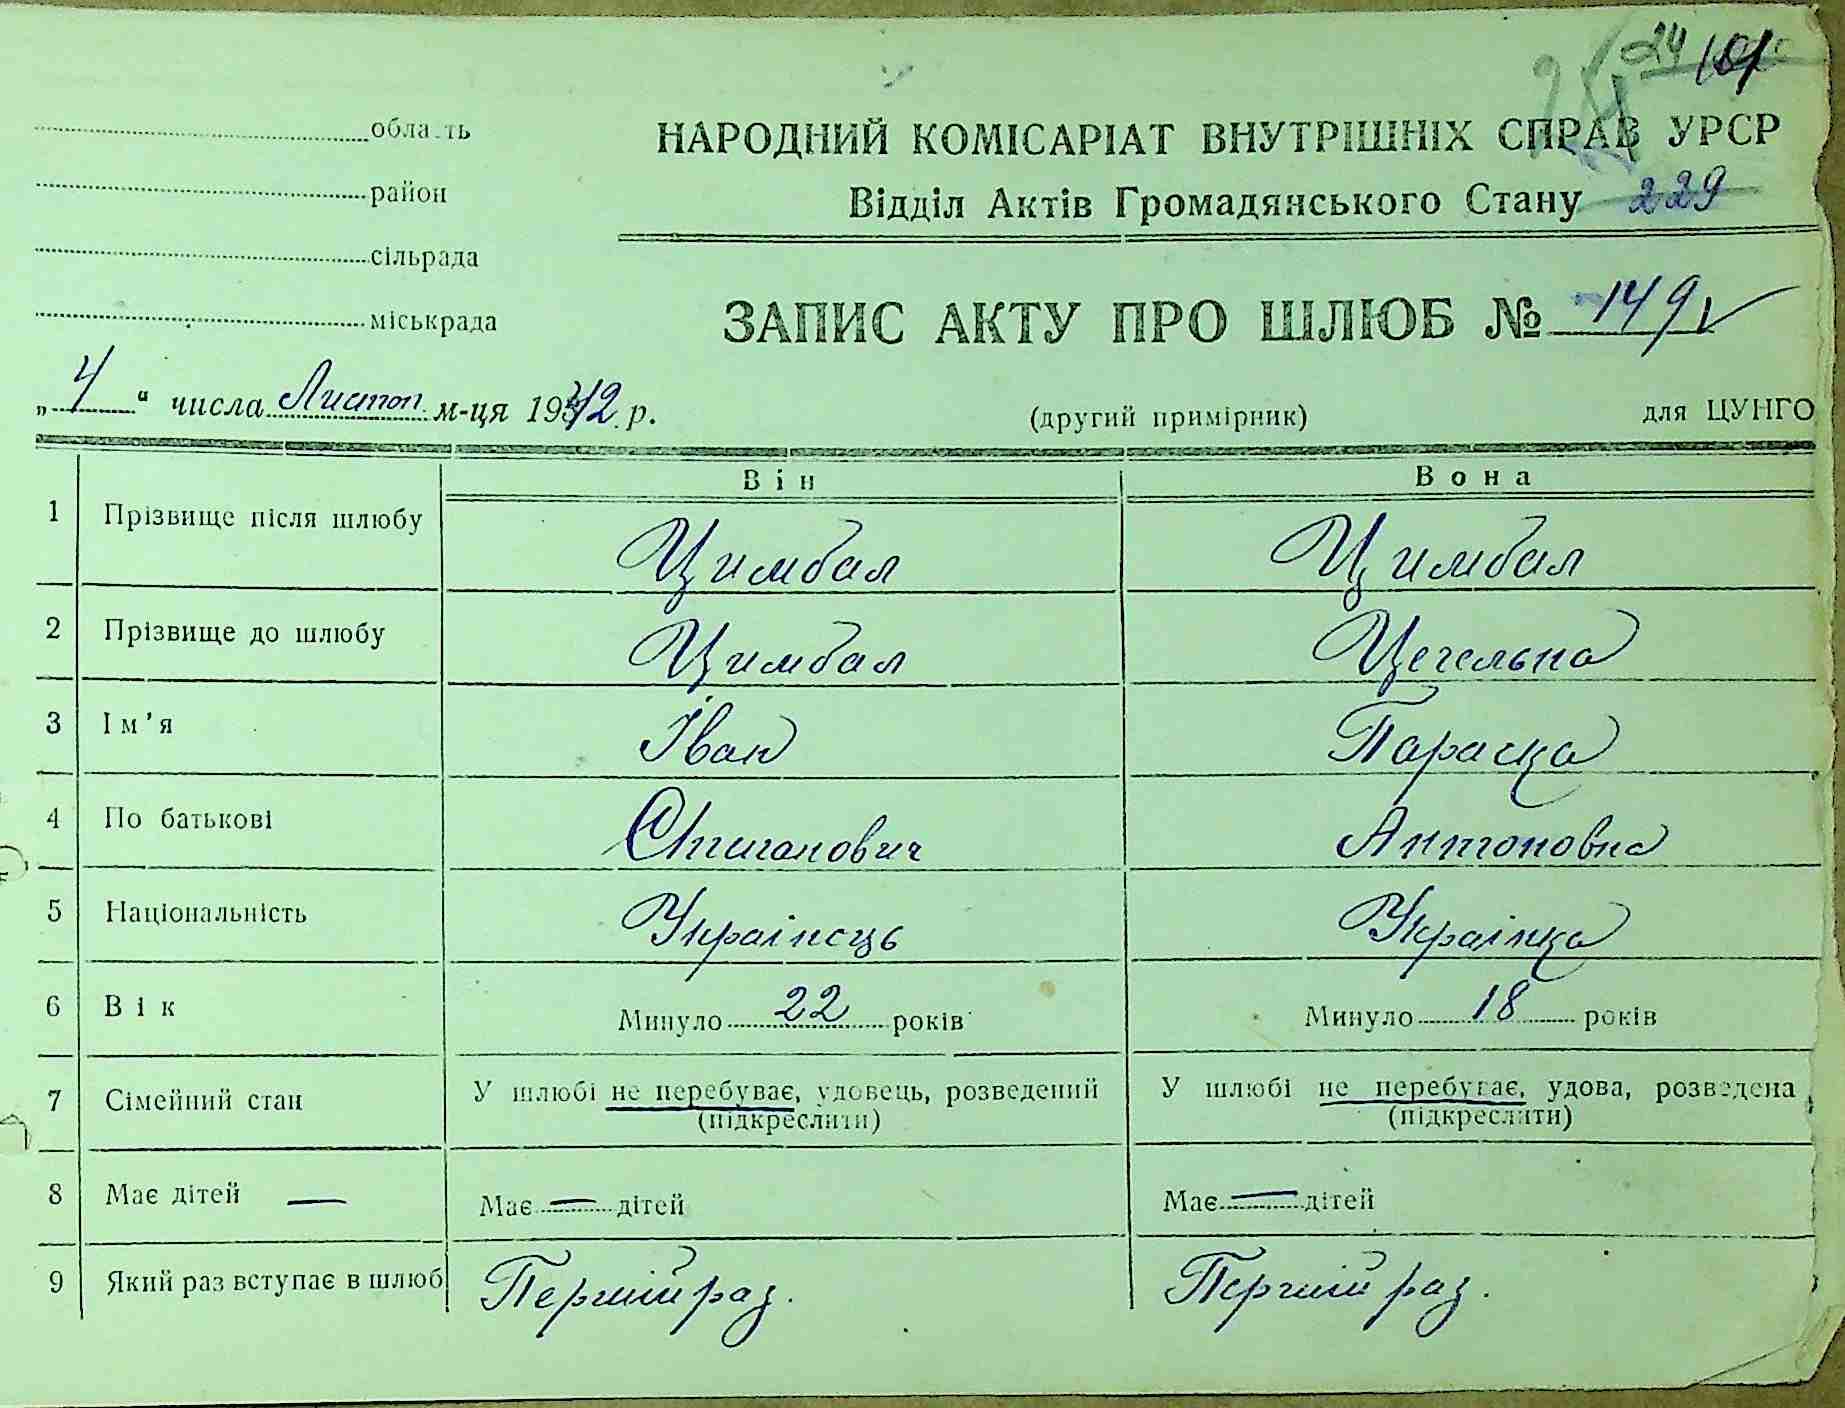 24
НАРОДНИЙ КОМІСАРІАТ ВНУТРІШНІХ СПРАВ УРСР
Відділ Актів Громадянського Стану 229
область
район
сільрада
міськрада
ЗАПИС АКТУ ПРО ШЛЮБ № 149
„4“ числа Листоп. м-ця 1942 р. (другий примірник) для ЦУНГО
Він Вона
1 Прізвище після шлюбу Цимбал Цимбал
2 Прізвище до шлюбу Цимбал Цегельна
3 Ім’я Іван Параска
4 По батькові Антоновна
5 Національність Українець Українка
6 Вік Минуло 22 років Минуло 18 років
7 Сімейний стан У шлюбі не перебуває, удовець, розведений У шлюбі не перебуває, удова, розведена
(підкреслити) (підкреслити)
8 Має дітей — Має — дітей Має — дітей
9 Який раз вступає в шлюб Перший раз. Перший раз.